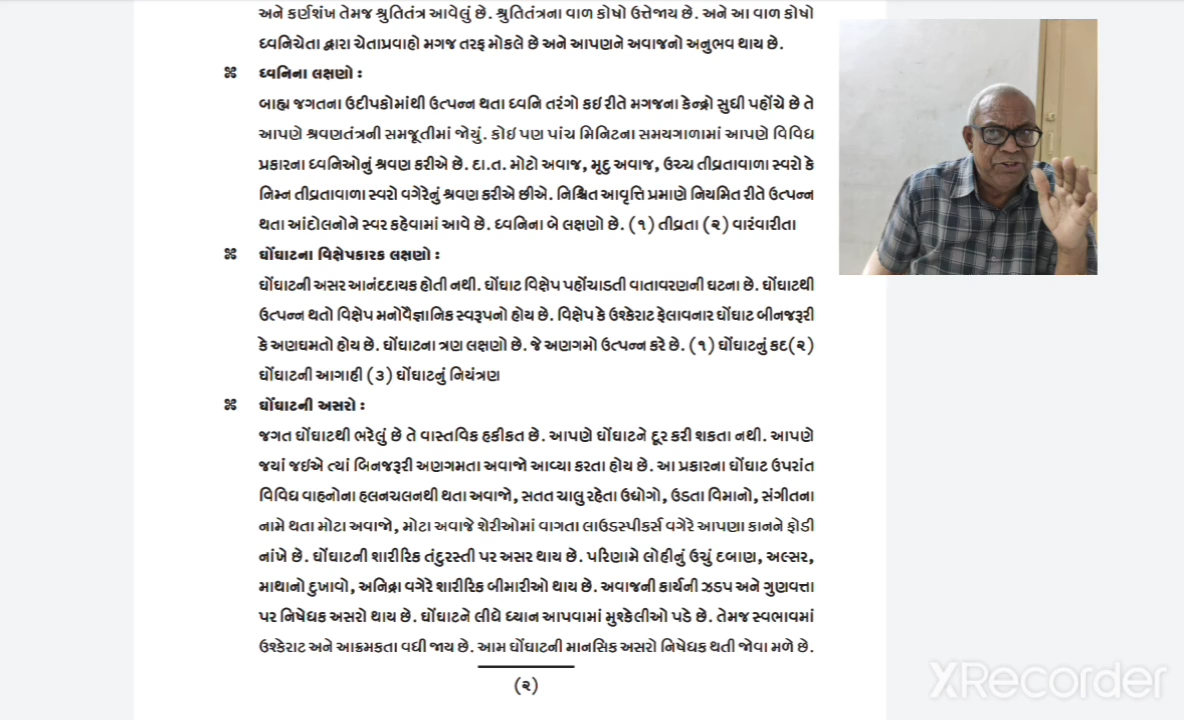 અને કર્ણશંખ તેમજ શ્રુતિતંત્ર આવેલું છે. શ્રુતિતંત્રના વાળ કોષો ઉત્તેજાય છે. અને આ વાળ કોષો
ધ્વનિચેતા દ્વારા ચેતાપ્રવાહો મગજ તરફ મોકલે છે અને આપણને અવાજનો અનુભવ થાય છે.
⌘ ધ્વનિના લક્ષણો :
બાહ્ય જગતના ઉદીપકોમાંથી ઉત્પન્ન થતા ધ્વનિ તરંગો કઇ રીતે મગજના કેન્દ્રો સુધી પહોંચે છે તે
આપણે શ્રવણતંત્રની સમજૂતીમાં જોયું. કોઇ પણ પાંચ મિનિટના સમયગાળામાં આપણે વિવિધ
પ્રકારના ધ્વનિઓનું શ્રવણ કરીએ છે. દા.ત. મોટો અવાજ, મૃદુ અવાજ, ઉચ્ચ તીવ્રતાવાળા સ્વરો કે
નિમ્ન તીવ્રતાવાળા સ્વરો વગેરેનું શ્રવણ કરીએ છીએ. નિશ્ચિત આવૃત્તિ પ્રમાણે નિયમિત રીતે ઉત્પન્ન
થતા આંદોલનોને સ્વર કહેવામાં આવે છે. ધ્વનિના બે લક્ષણો છે. (૧) તીવ્રતા (૨) વારંવારીતા
⌘ ઘોંઘાટના વિક્ષેપકારક લક્ષણો :
ઘોંઘાટની અસર આનંદદાયક હોતી નથી. ઘોંઘાટ વિક્ષેપ પહોંચાડતી વાતાવરણની ઘટના છે. ઘોંઘાટથી
ઉત્પન્ન થતો વિક્ષેપ મનોવૈજ્ઞાનિક સ્વરૂપનો હોય છે. વિક્ષેપ કે ઉશ્કેરાટ ફેલાવનાર ઘોંઘાટ બીનજરૂરી
કે અણઘમતો હોય છે. ઘોંઘાટના ત્રણ લક્ષણો છે. જે અણગમો ઉત્પન્ન કરે છે. (૧) ઘોંઘાટનું કદ(૨)
ઘોંઘાટની આગાહી (૩) ઘોંઘાટનું નિયંત્રણ
⌘ ઘોંઘાટની અસરો :
જગત ઘોંઘાટથી ભરેલું છે તે વાસ્તવિક હકીકત છે. આપણે ઘોંઘાટને દૂર કરી શકતા નથી. આપણે
જયાં જઇએ ત્યાં બિનજરૂરી અણગમતા અવાજો આવ્યા કરતા હોય છે. આ પ્રકારના ઘોંઘાટ ઉપરાંત
વિવિધ વાહનોના હલનચલનથી થતા અવાજો, સતત ચાલુ રહેતા ઉદ્યોગો, ઉડતા વિમાનો, સંગીતના
નામે થતા મોટા અવાજો, મોટા અવાજે શેરીઓમાં વાગતા લાઉડસ્પીકર્સ વગેરે આપણા કાનને ફોડી
નાંખે છે. ઘોંઘાટની શારીરિક તંદુરસ્તી પર અસર થાય છે. પરિણામે લોહીનું ઉચું દબાણ, અલ્સર,
માથાનો દુખાવો, અનિદ્રા વગેરે શારીરિક બીમારીઓ થાય છે. અવાજની કાર્યની ઝડપ અને ગુણવત્તા
પર નિષેધક અસરો થાય છે. ઘોંઘાટને લીધે ધ્યાન આપવામાં મુશ્કેલીઓ પડે છે. તેમજ સ્વભાવમાં
ઉશ્કેરાટ અને આક્રમકતા વધી જાય છે. આમ ઘોંઘાટની માનસિક અસરો નિષેધક થતી જોવા મળે છે.
(૨)
XRecorder